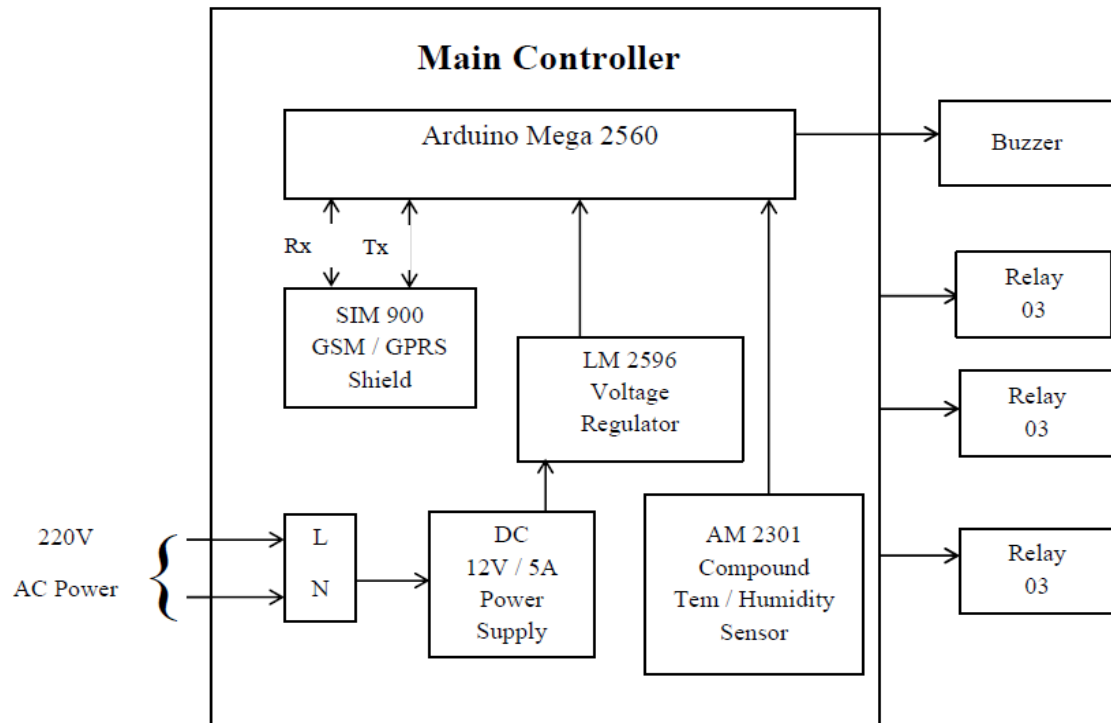 Main Controller
Arduino Mega 2560
Buzzer
Rx
Tx
SIM 900
GSM / GPRS
Shield
LM 2596
Voltage
Regulator
Relay
03
Relay
03
220V
AC Power
{
L
N
DC
12V / 5A
Power
Supply
AM 2301
Compound
Tem / Humidity
Sensor
Relay
03